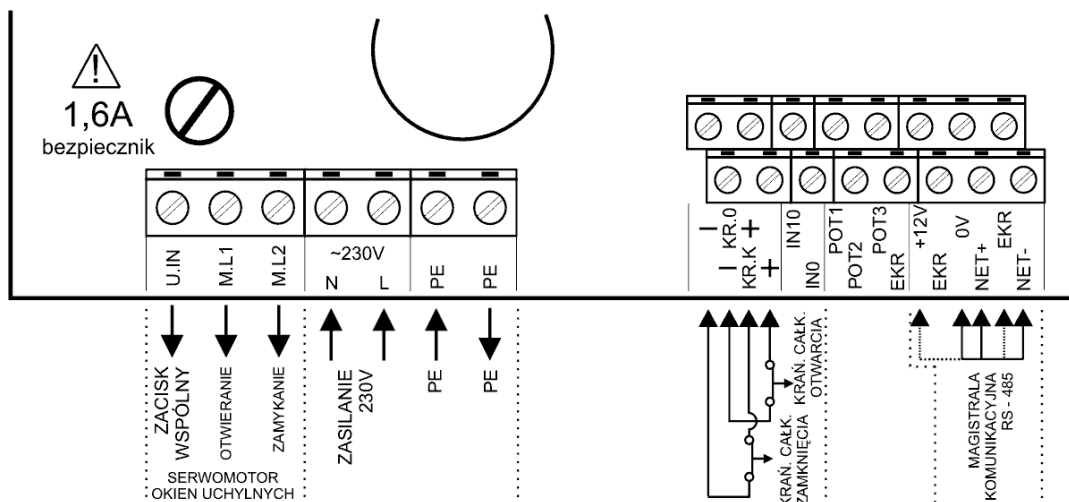 1,6A
bezpiecznik
U.IN
M.L1
M.L2
~230V
N
L
PE
PE
– KR.0 +
– KR.K +
IN10
IN0
POT1
POT2
POT3
EKR
+12V
EKR
0V
NET+
EKR
NET-
ZACISK
WSPÓLNY
OTWIERANIE
ZAMYKANIE
ZASILANIE
230V
PE
PE
SERWOMOTOR
OKIEN UCHYLNYCH
KRAŃ. CAŁK.
ZAMKNIĘCIA
KRAŃ. CAŁK.
OTWARCIA
MAGISTRALA
KOMUNIKACYJNA
RS - 485